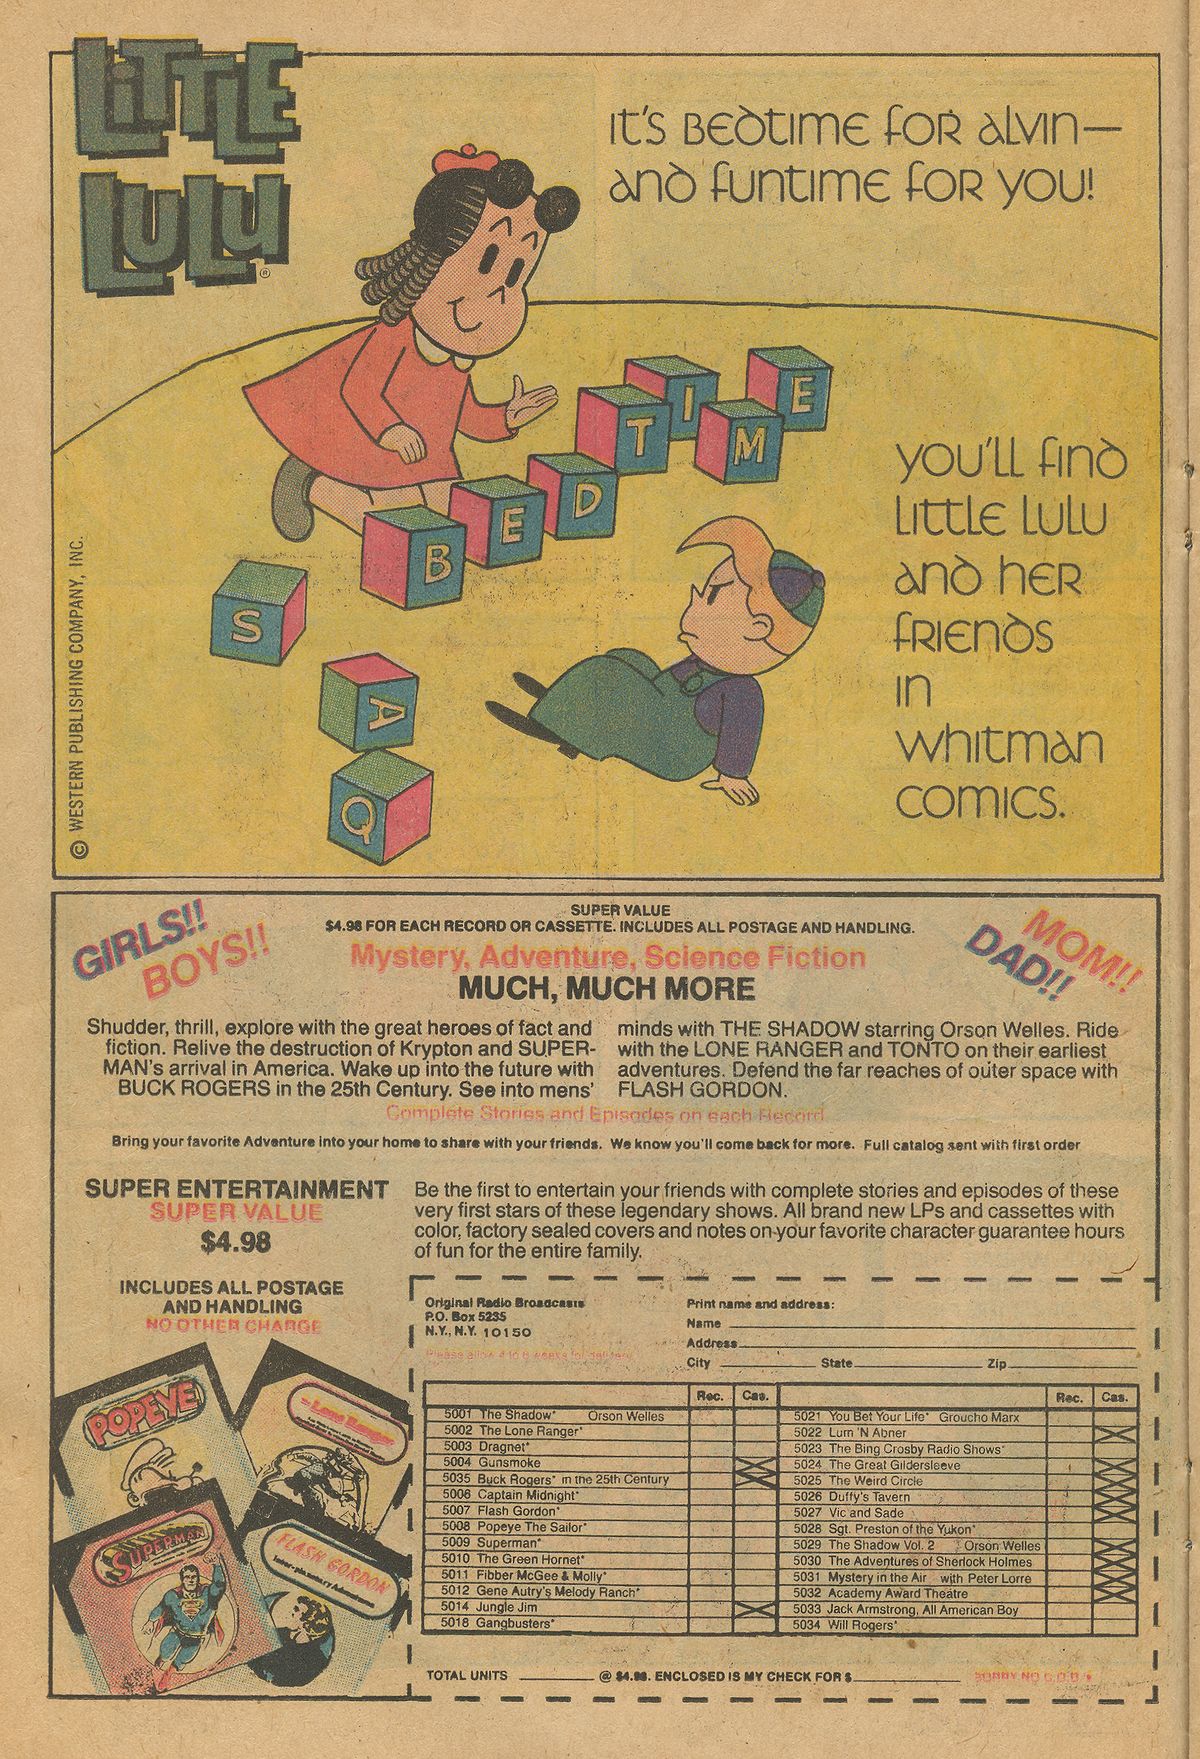 LITTLE
LULU®
IT'S BEDTIME FOR ALVIN—
AND FUNTIME FOR YOU!
T I M E
B E D
S
A
Q
YOU'LL FIND
LITTLE LULU
AND HER
FRIENDS
IN
WHITMAN
COMICS.
© WESTERN PUBLISHING COMPANY, INC.
GIRLS!!
BOYS!!
SUPER VALUE
$4.98 FOR EACH RECORD OR CASSETTE. INCLUDES ALL POSTAGE AND HANDLING.
Mystery, Adventure, Science Fiction
MUCH, MUCH MORE
MOM!!
DAD!!
Shudder, thrill, explore with the great heroes of fact and
fiction. Relive the destruction of Krypton and SUPER-
MAN's arrival in America. Wake up into the future with
BUCK ROGERS in the 25th Century. See into mens'
minds with THE SHADOW starring Orson Welles. Ride
with the LONE RANGER and TONTO on their earliest
adventures. Defend the far reaches of outer space with
FLASH GORDON.
Complete Stories and Episodes on each Record
Bring your favorite Adventure into your home to share with your friends. We know you'll come back for more. Full catalog sent with first order
SUPER ENTERTAINMENT
SUPER VALUE
$4.98
INCLUDES ALL POSTAGE
AND HANDLING
NO OTHER CHARGE
Be the first to entertain your friends with complete stories and episodes of these
very first stars of these legendary shows. All brand new LPs and cassettes with
color, factory sealed covers and notes on your favorite character guarantee hours
of fun for the entire family.
POPEYE
The Lone Ranger
SUPERMAN
FLASH GORDON
Interplanetary Adventures
Original Radio Broadcasts
P.O. Box 5235
N.Y., N.Y. 10150
Please allow 4 to 6 weeks for delivery
Print name and address:
Name
Address
City State Zip
Rec. Cas.
5001 The Shadow* Orson Welles
5002 The Lone Ranger*
5003 Dragnet*
5004 Gunsmoke
5035 Buck Rogers* in the 25th Century
5006 Captain Midnight*
5007 Flash Gordon*
5008 Popeye The Sailor*
5009 Superman*
5010 The Green Hornet*
5011 Fibber McGee & Molly*
5012 Gene Autry's Melody Ranch*
5014 Jungle Jim
5018 Gangbusters*
Rec. Cas.
5021 You Bet Your Life* Groucho Marx
5022 Lum 'N Abner
5023 The Bing Crosby Radio Shows*
5024 The Great Gildersleeve
5025 The Weird Circle
5026 Duffy's Tavern
5027 Vic and Sade
5028 Sgt. Preston of the Yukon*
5029 The Shadow Vol. 2 Orson Welles
5030 The Adventures of Sherlock Holmes
5031 Mystery in the Air with Peter Lorre
5032 Academy Award Theatre
5033 Jack Armstrong, All American Boy
5034 Will Rogers*
TOTAL UNITS @ $4.98. ENCLOSED IS MY CHECK FOR $
SORRY NO C.O.D.*